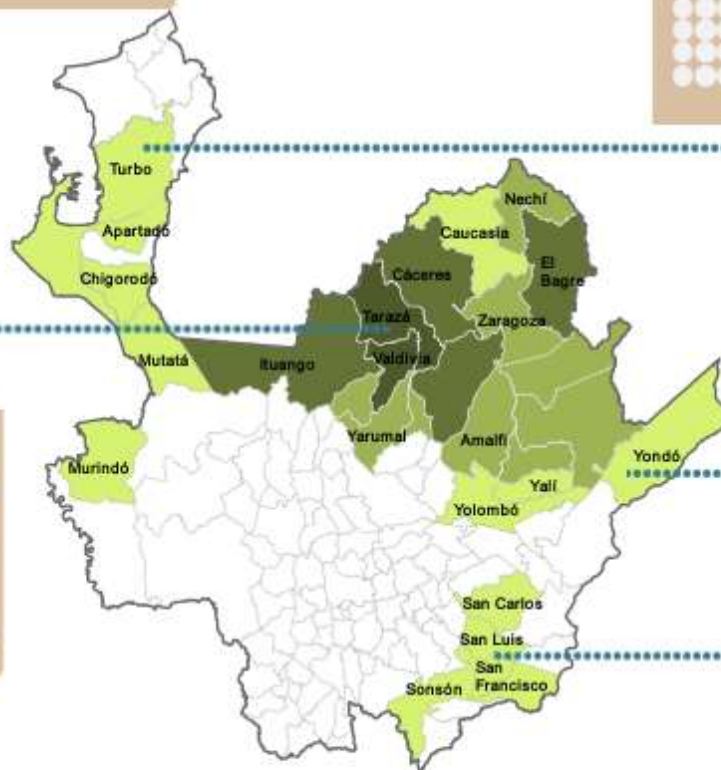 Turbo
Nechí
Apartadó
Caucasia
Cáceres
El
Bagre
Chigorodó
Tarazá
Zaragoza
Mutatá
Ituango
Valdivia
Yarumal
Amalfi
Murindó
Yondó
Yalí
Yolombó
San Carlos
San Luis
San
Francisco
Sonsón